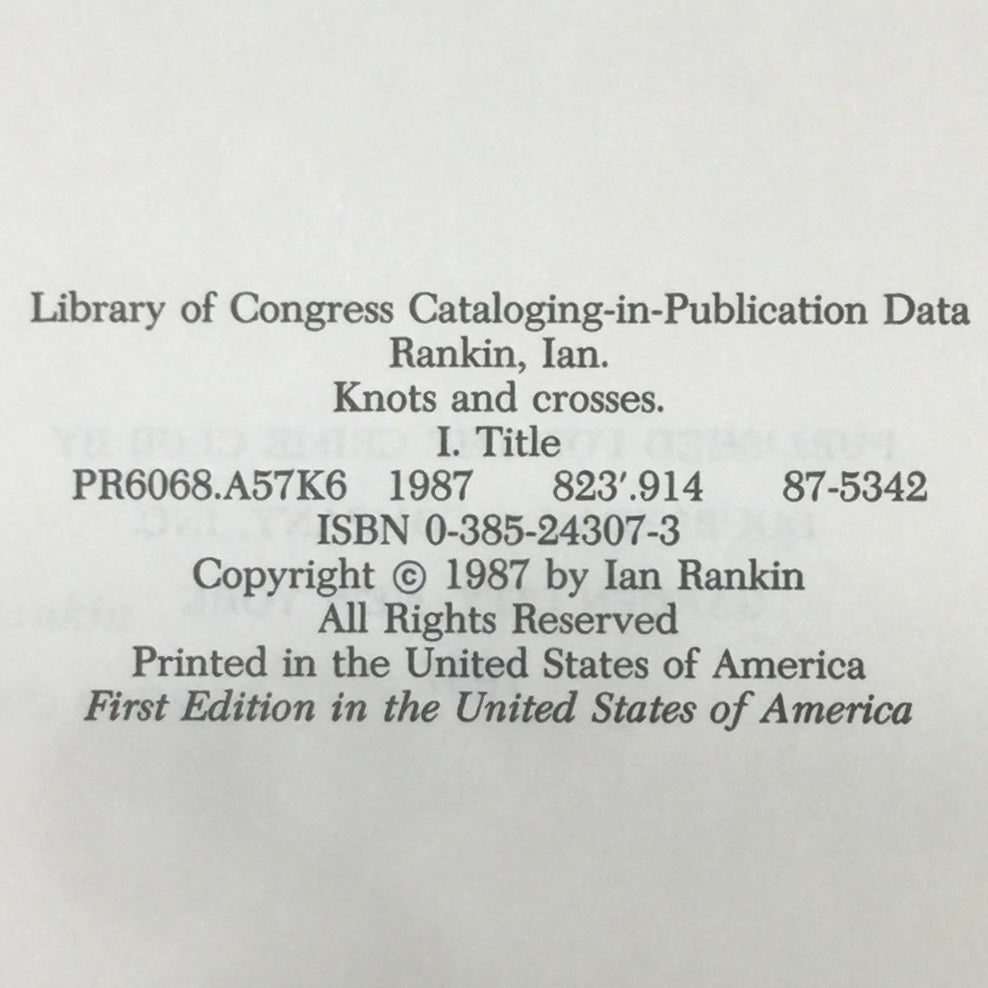 Library of Congress Cataloging-in-Publication Data
Rankin, Ian.
Knots and crosses.
I. Title
PR6068.A57K6 1987 823′.914 87-5342
ISBN 0-385-24307-3
Copyright © 1987 by Ian Rankin
All Rights Reserved
Printed in the United States of America
First Edition in the United States of America